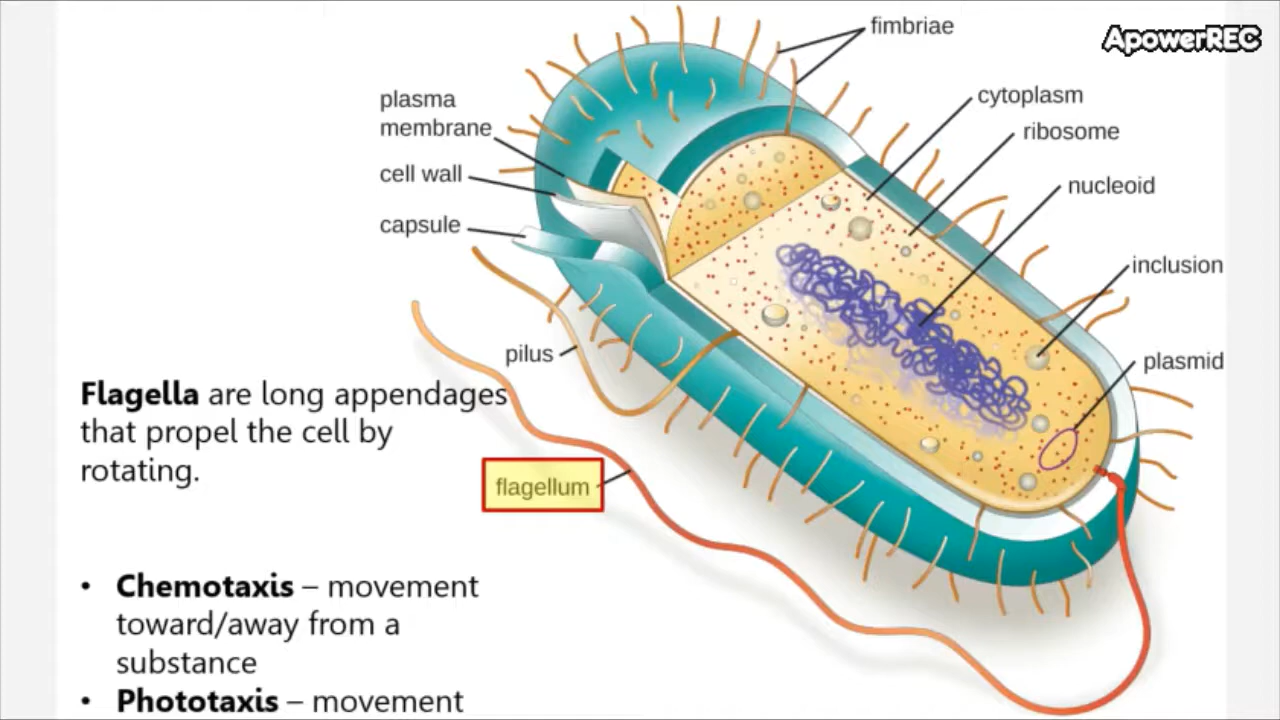 fimbriae
ApowerREC
plasma
membrane
cytoplasm
ribosome
cell wall
nucleoid
capsule
inclusion
pilus
plasmid
Flagella are long appendages
that propel the cell by
rotating.
flagellum
• Chemotaxis – movement
toward/away from a
substance
• Phototaxis – movement